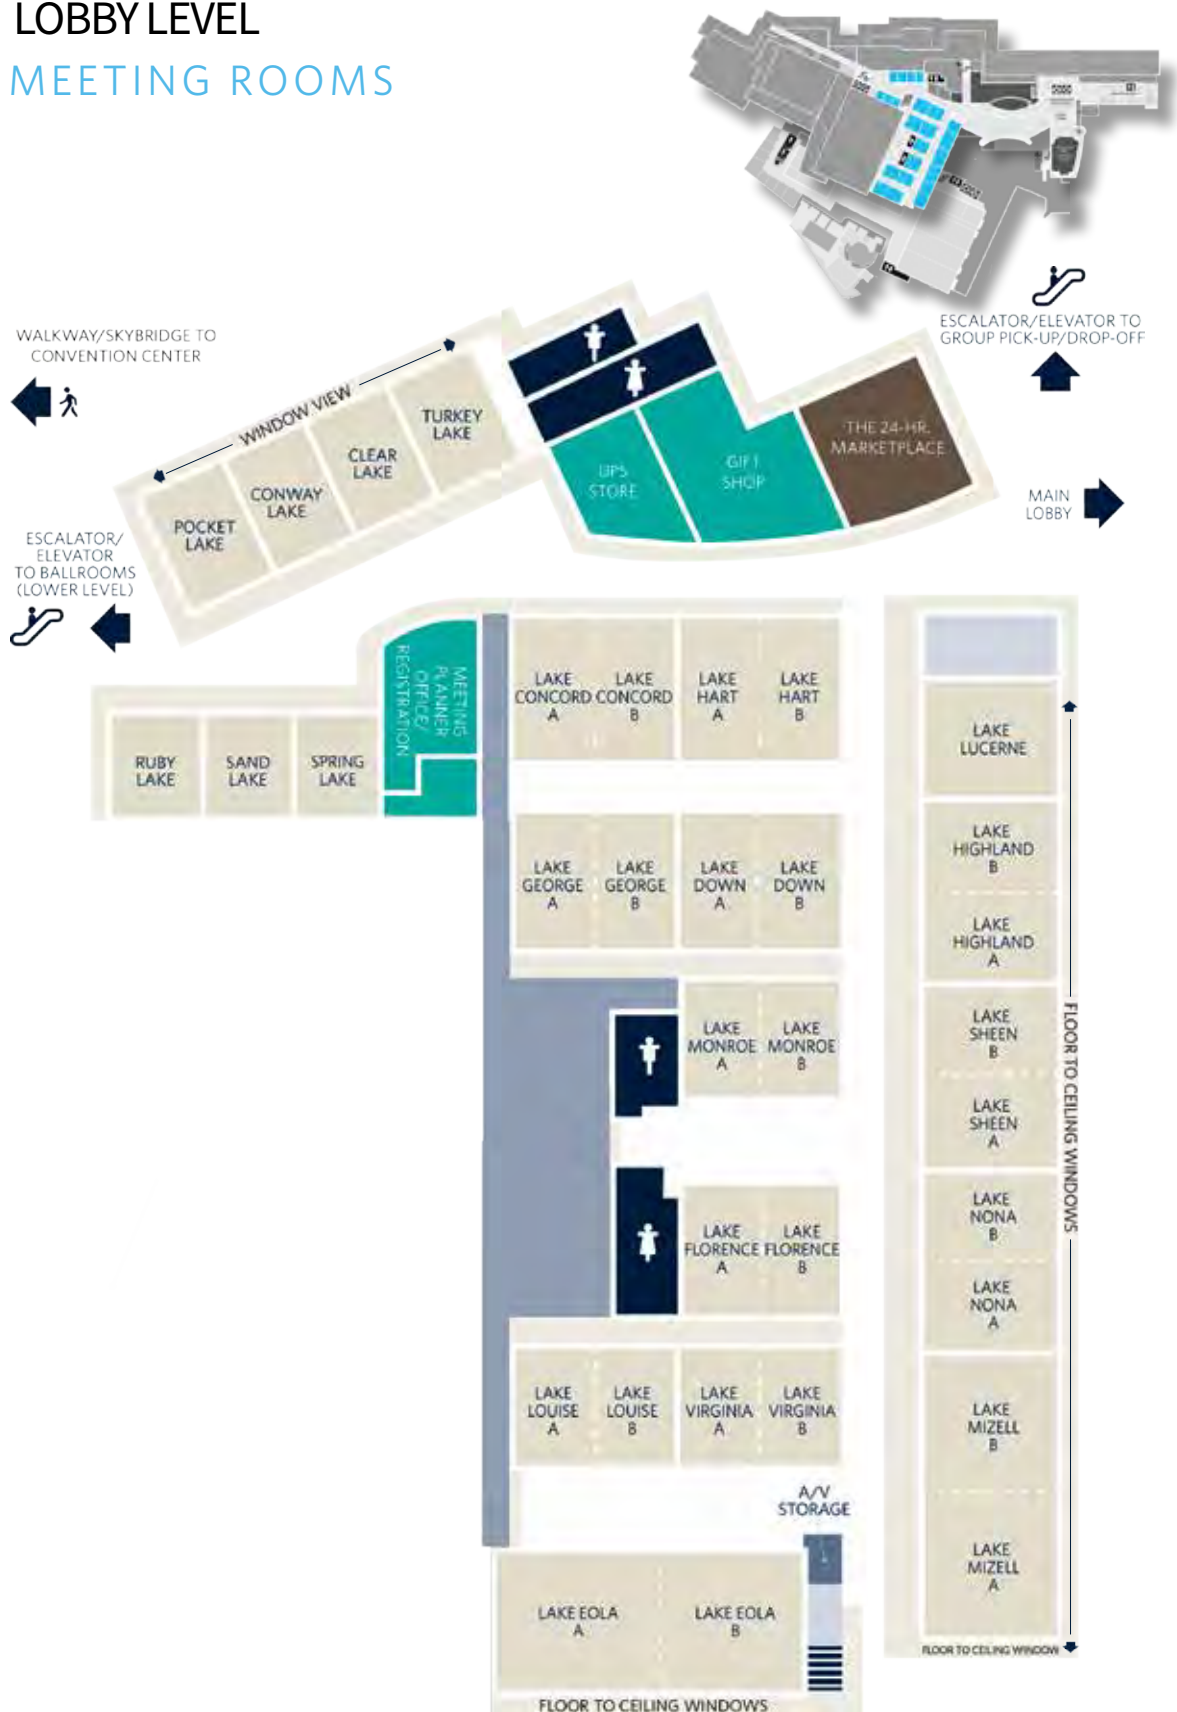 LOBBY LEVEL
MEETING ROOMS
WALKWAY/SKYBRIDGE TO
CONVENTION CENTER
ESCALATOR/ELEVATOR TO
GROUP PICK-UP/DROP-OFF
WINDOW VIEW
TURKEY
LAKE
CLEAR
LAKE
CONWAY
LAKE
POCKET
LAKE
UPS
STORE
GIFT
SHOP
THE 24-HR.
MARKETPLACE
MAIN
LOBBY
ESCALATOR/
ELEVATOR
TO BALLROOMS
(LOWER LEVEL)
MEETING
PLANNER
OFFICE/
REGISTRATION
RUBY
LAKE
SAND
LAKE
SPRING
LAKE
LAKE
CONCORD
A
LAKE
CONCORD
B
LAKE
HART
A
LAKE
HART
B
LAKE
LUCERNE
LAKE
GEORGE
A
LAKE
GEORGE
B
LAKE
DOWN
A
LAKE
DOWN
B
LAKE
HIGHLAND
B
LAKE
HIGHLAND
A
LAKE
MONROE
A
LAKE
MONROE
B
LAKE
SHEEN
B
LAKE
SHEEN
A
FLOOR TO CEILING WINDOWS
LAKE
FLORENCE
A
LAKE
FLORENCE
B
LAKE
NONA
B
LAKE
NONA
A
LAKE
LOUISE
A
LAKE
LOUISE
B
LAKE
VIRGINIA
A
LAKE
VIRGINIA
B
LAKE
MIZELL
B
LAKE
MIZELL
A
A/V
STORAGE
LAKE EOLA
A
LAKE EOLA
B
FLOOR TO CEILING WINDOW
FLOOR TO CEILING WINDOWS